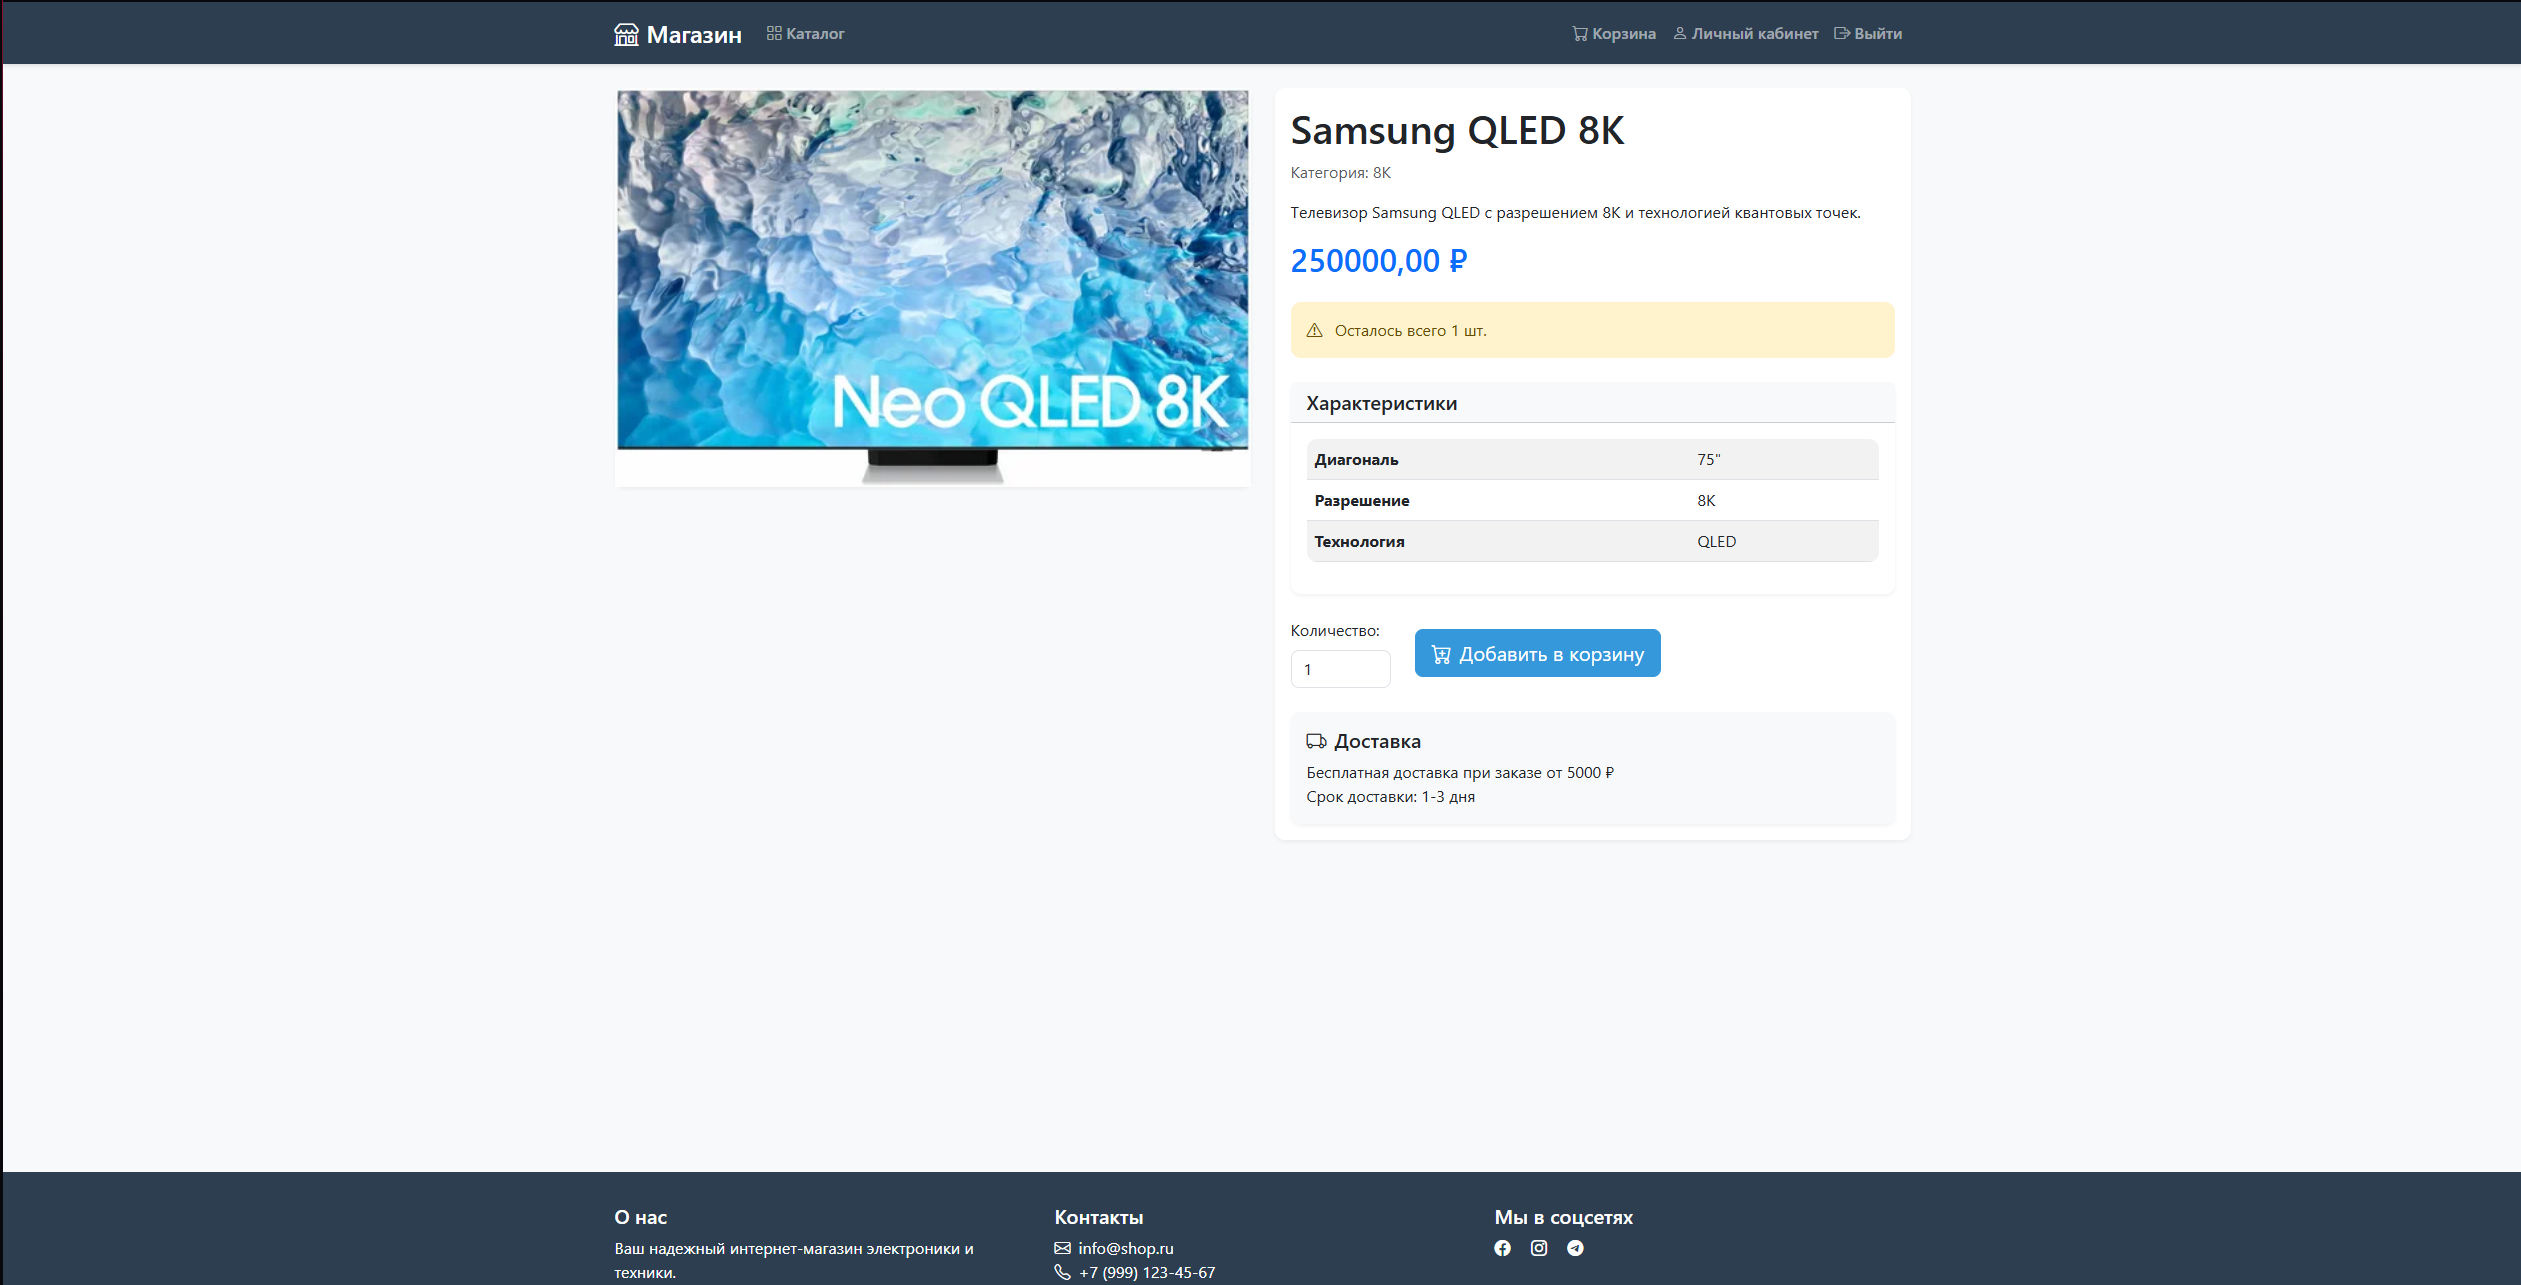 Магазин
Каталог
Корзина
Личный кабинет
Выйти
Neo QLED 8K
Samsung QLED 8K
Категория: 8K
Телевизор Samsung QLED с разрешением 8K и технологией квантовых точек.
250000,00 ₽
Осталось всего 1 шт.
Характеристики
Диагональ 75"
Разрешение 8K
Технология QLED
Количество:
1
Добавить в корзину
Доставка
Бесплатная доставка при заказе от 5000 ₽
Срок доставки: 1-3 дня
О нас
Ваш надежный интернет-магазин электроники и
техники.
Контакты
info@shop.ru
+7 (999) 123-45-67
Мы в соцсетях